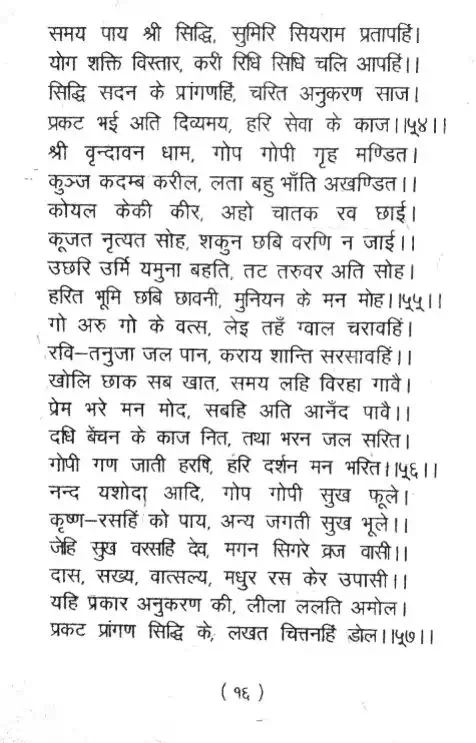 समय पाय श्री सिद्धि, सुमिरि सियराम प्रतापहिं।
योग शक्ति विस्तार, करी रिधि सिधि चलि आपहिं।।
सिद्धि सदन के प्रांगणहिं, चरित अनुकरण साज।
प्रकट भई अति दिव्यमय, हरि सेवा के काज।।५४।।
श्री वृन्दावन धाम, गोप गोपी गृह मण्डित।
कुञ्ज कदम्ब करील, लता बहु भाँति अखण्डित।।
कोयल केकी कीर, अहो चातक रव छाई।
कूजत नृत्यत सोह, शकुन छबि वरणि न जाई।।
उछरि उर्मि यमुना बहति, तट तरुवर अति सोह।
हरित भूमि छबि छावनी, मुनियन के मन मोह।।५५।।
गो अरु गो के वत्स, लेइ तहँ ग्वाल चरावहिं।
रवि–तनुजा जल पान, कराय शान्ति सरसावहिं।।
खोलि छाक सब खात, समय लहि विरहा गावै।
प्रेम भरे मन मोद, सबहि अति आनँद पावै।।
दधि बेंचन के काज नित, तथा भरन जल सरित।
गोपी गण जाती हरषि, हरि दर्शन मन भरित।।५६।।
नन्द यशोदा आदि, गोप गोपी सुख फूले।
कृष्ण–रसहिं को पाय, अन्य जगती सुख भूले।।
जेहि सुख वरसहिं देव, मगन सिगरे व्रज वासी।।
दास, सख्य, वात्सल्य, मधुर रस केर उपासी।।
यहि प्रकार अनुकरण की, लीला ललति अमोल।
प्रकट प्रांगण सिद्धि के, लखत चित्तनहिं डोल।।५७।।
(१६)